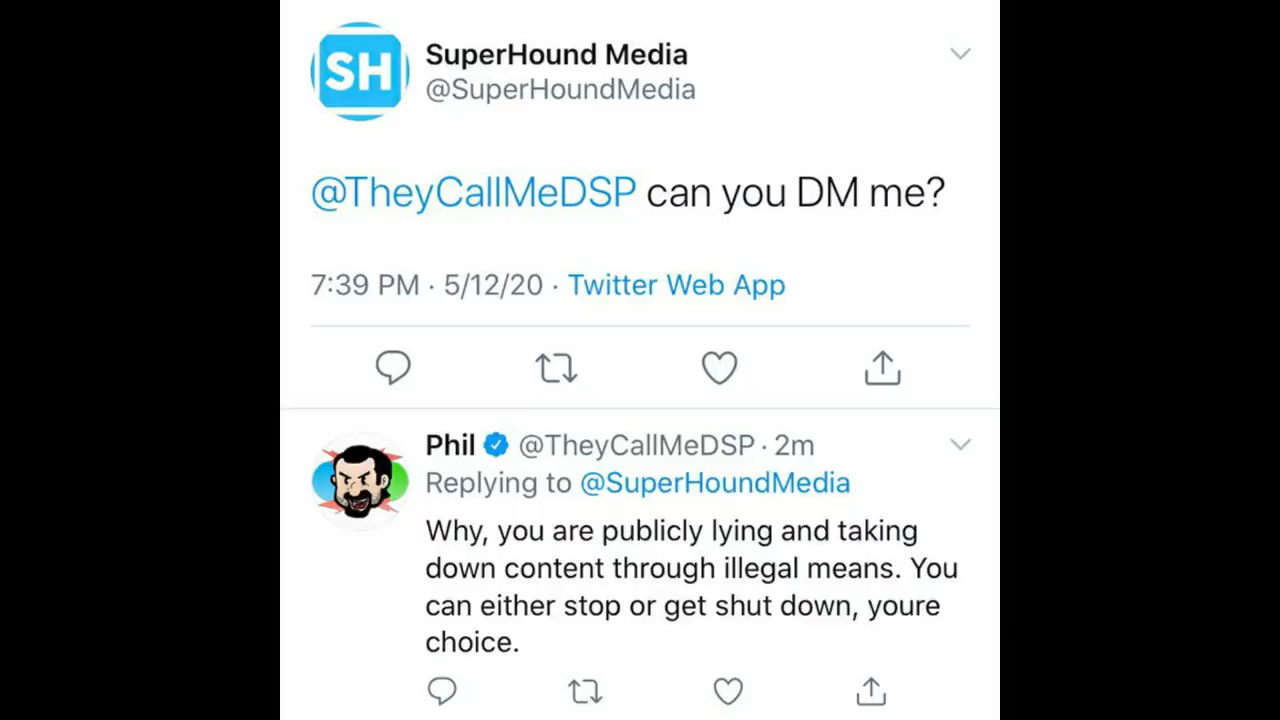 SH
SuperHound Media
@SuperHoundMedia
@TheyCallMeDSP can you DM me?
7:39 PM · 5/12/20 · Twitter Web App
Phil @TheyCallMeDSP · 2m
Replying to @SuperHoundMedia
Why, you are publicly lying and taking
down content through illegal means. You
can either stop or get shut down, youre
choice.